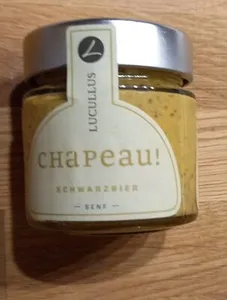 LUCULLUS
CHAPEAU!
SCHWARZBIER
— SENF —